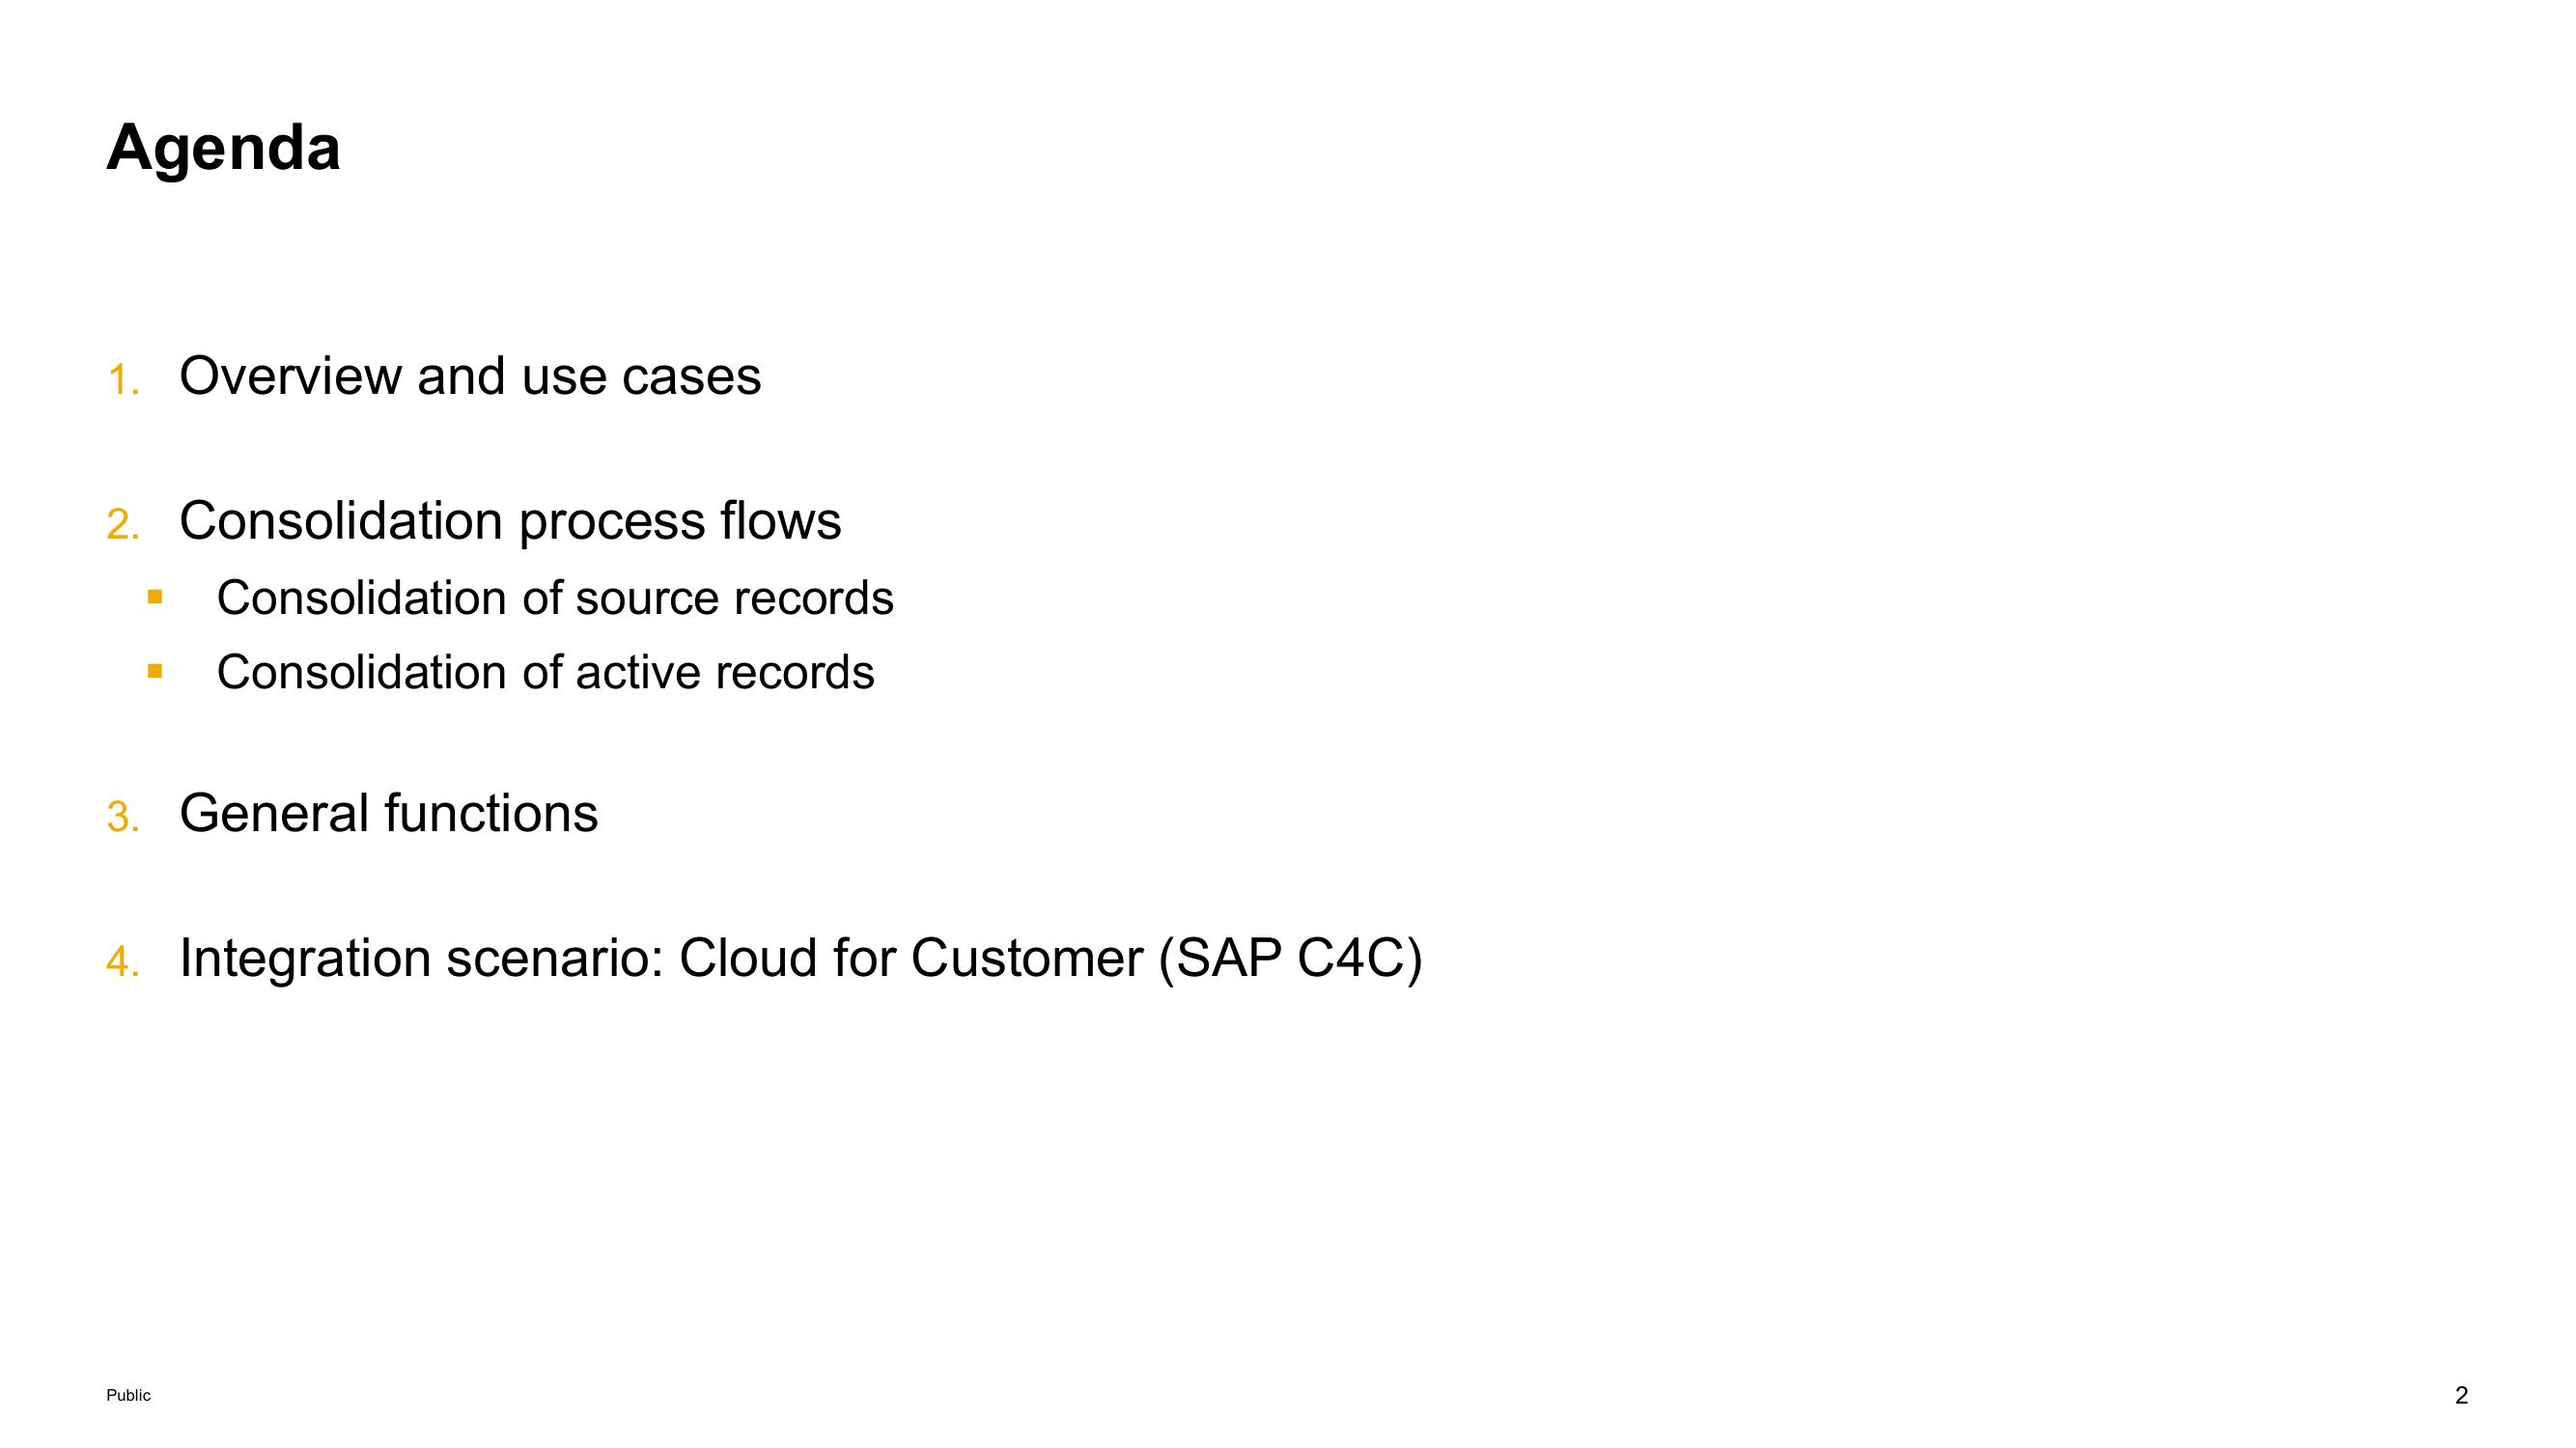 Agenda
1. Overview and use cases
2. Consolidation process flows
▪ Consolidation of source records
▪ Consolidation of active records
3. General functions
4. Integration scenario: Cloud for Customer (SAP C4C)
Public
2